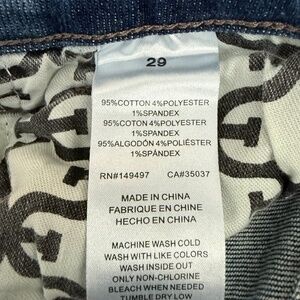 29
95%COTTON 4%POLYESTER
1%SPANDEX
95%COTON 4%POLYESTER
1%SPANDEX
95%ALGODÓN 4%POLIÉSTER
1%SPÁNDEX
RN#149497 CA#35037
MADE IN CHINA
FABRIQUE EN CHINE
HECHO EN CHINA
MACHINE WASH COLD
WASH WITH LIKE COLORS
WASH INSIDE OUT
ONLY NON-CHLORINE
BLEACH WHEN NEEDED
TUMBLE DRY LOW